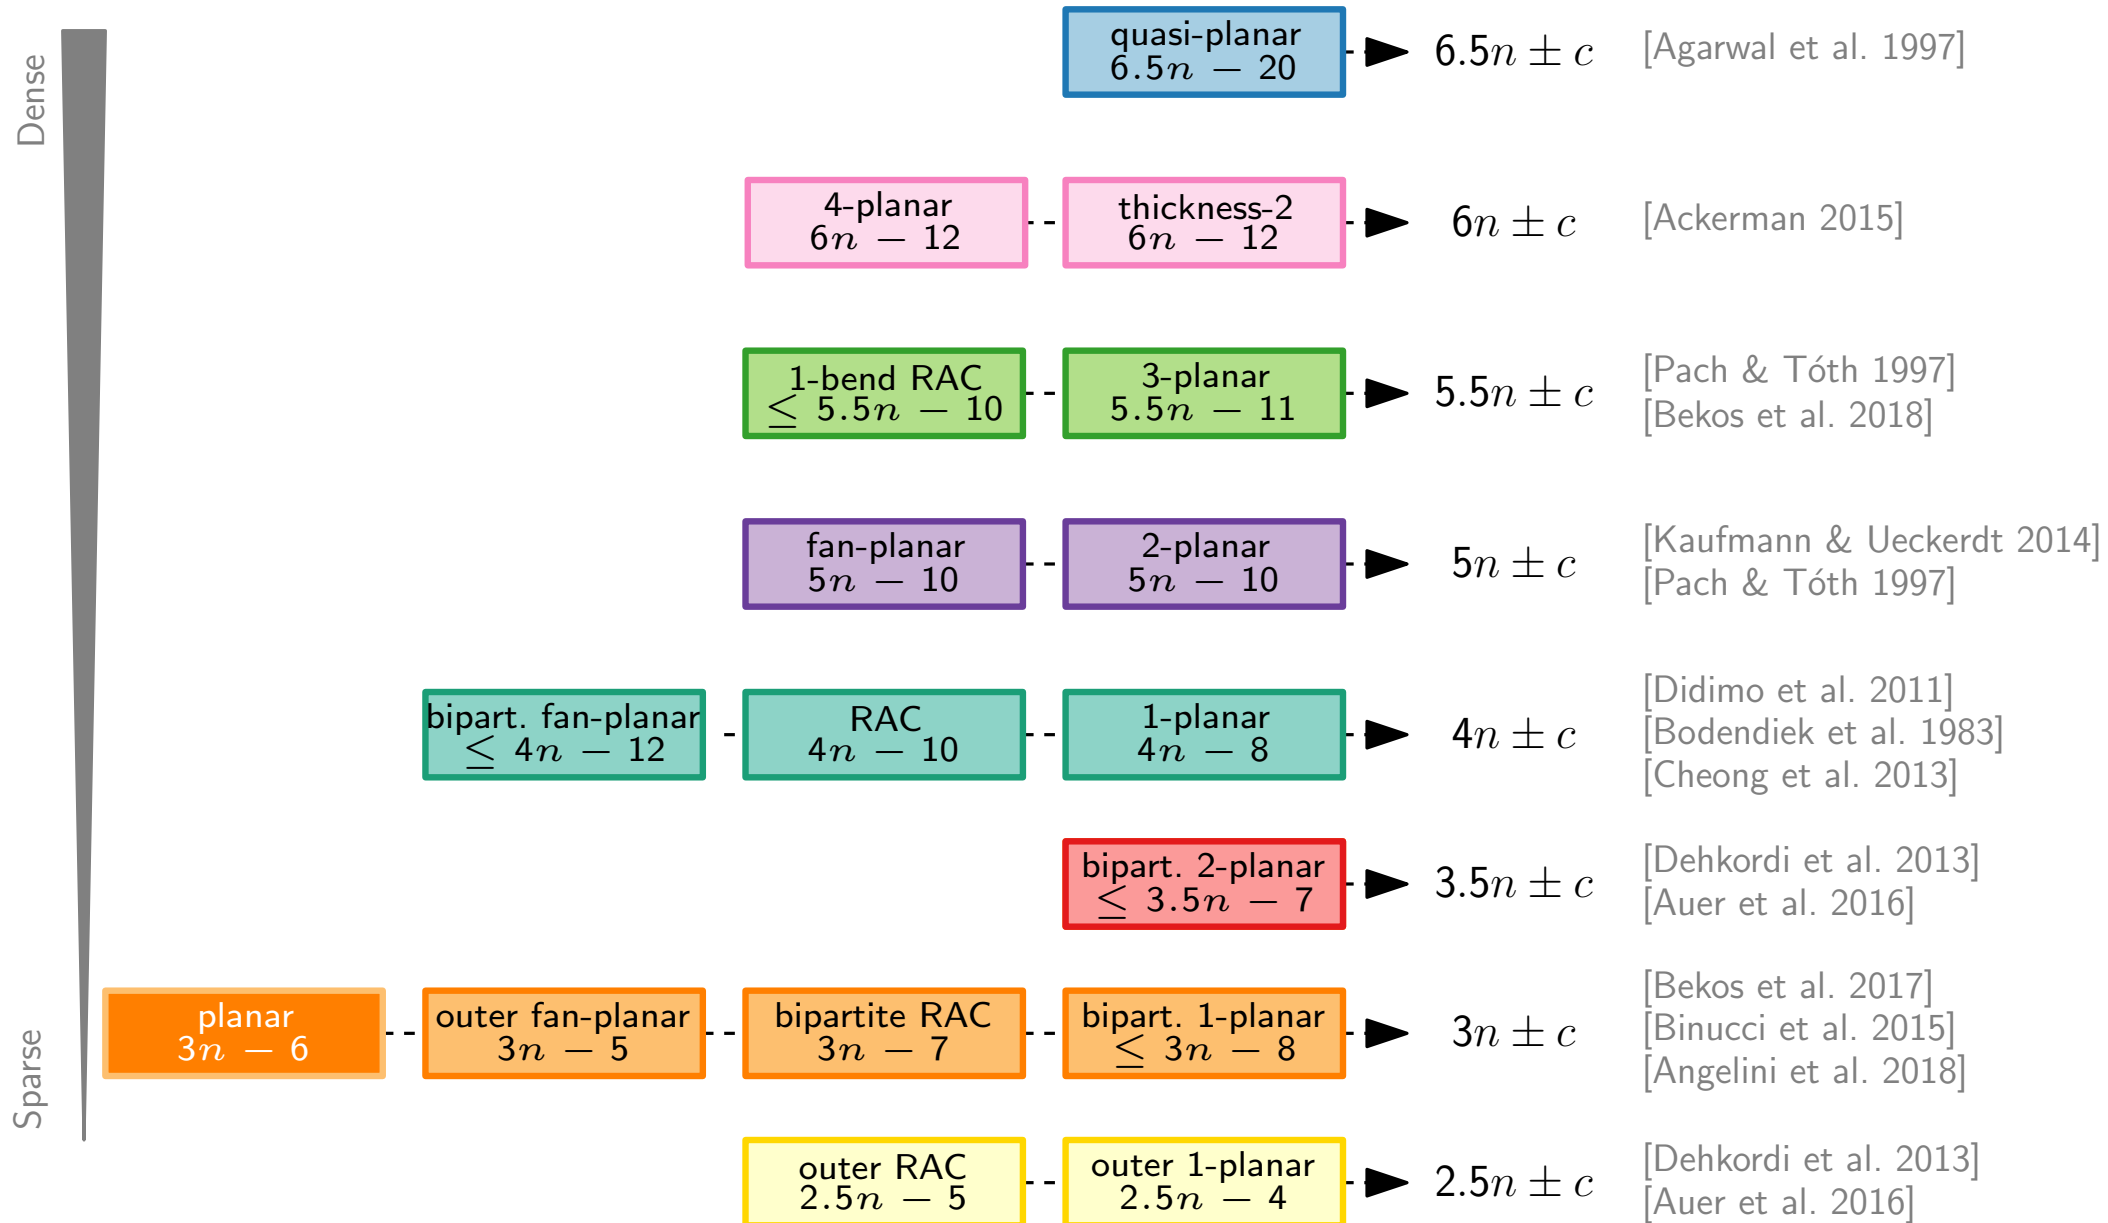 Dense
quasi-planar
6.5n − 20
6.5n ± c
[Agarwal et al. 1997]
4-planar
6n − 12
thickness-2
6n − 12
6n ± c
[Ackerman 2015]
1-bend RAC
≤ 5.5n − 10
3-planar
5.5n − 11
5.5n ± c
[Pach & Tóth 1997]
[Bekos et al. 2018]
fan-planar
5n − 10
2-planar
5n − 10
5n ± c
[Kaufmann & Ueckerdt 2014]
[Pach & Tóth 1997]
bipart. fan-planar
≤ 4n − 12
RAC
4n − 10
1-planar
4n − 8
4n ± c
[Didimo et al. 2011]
[Bodendiek et al. 1983]
[Cheong et al. 2013]
bipart. 2-planar
≤ 3.5n − 7
3.5n ± c
[Dehkordi et al. 2013]
[Auer et al. 2016]
Sparse
planar
3n − 6
outer fan-planar
3n − 5
bipartite RAC
3n − 7
bipart. 1-planar
≤ 3n − 8
3n ± c
[Bekos et al. 2017]
[Binucci et al. 2015]
[Angelini et al. 2018]
outer RAC
2.5n − 5
outer 1-planar
2.5n − 4
2.5n ± c
[Dehkordi et al. 2013]
[Auer et al. 2016]